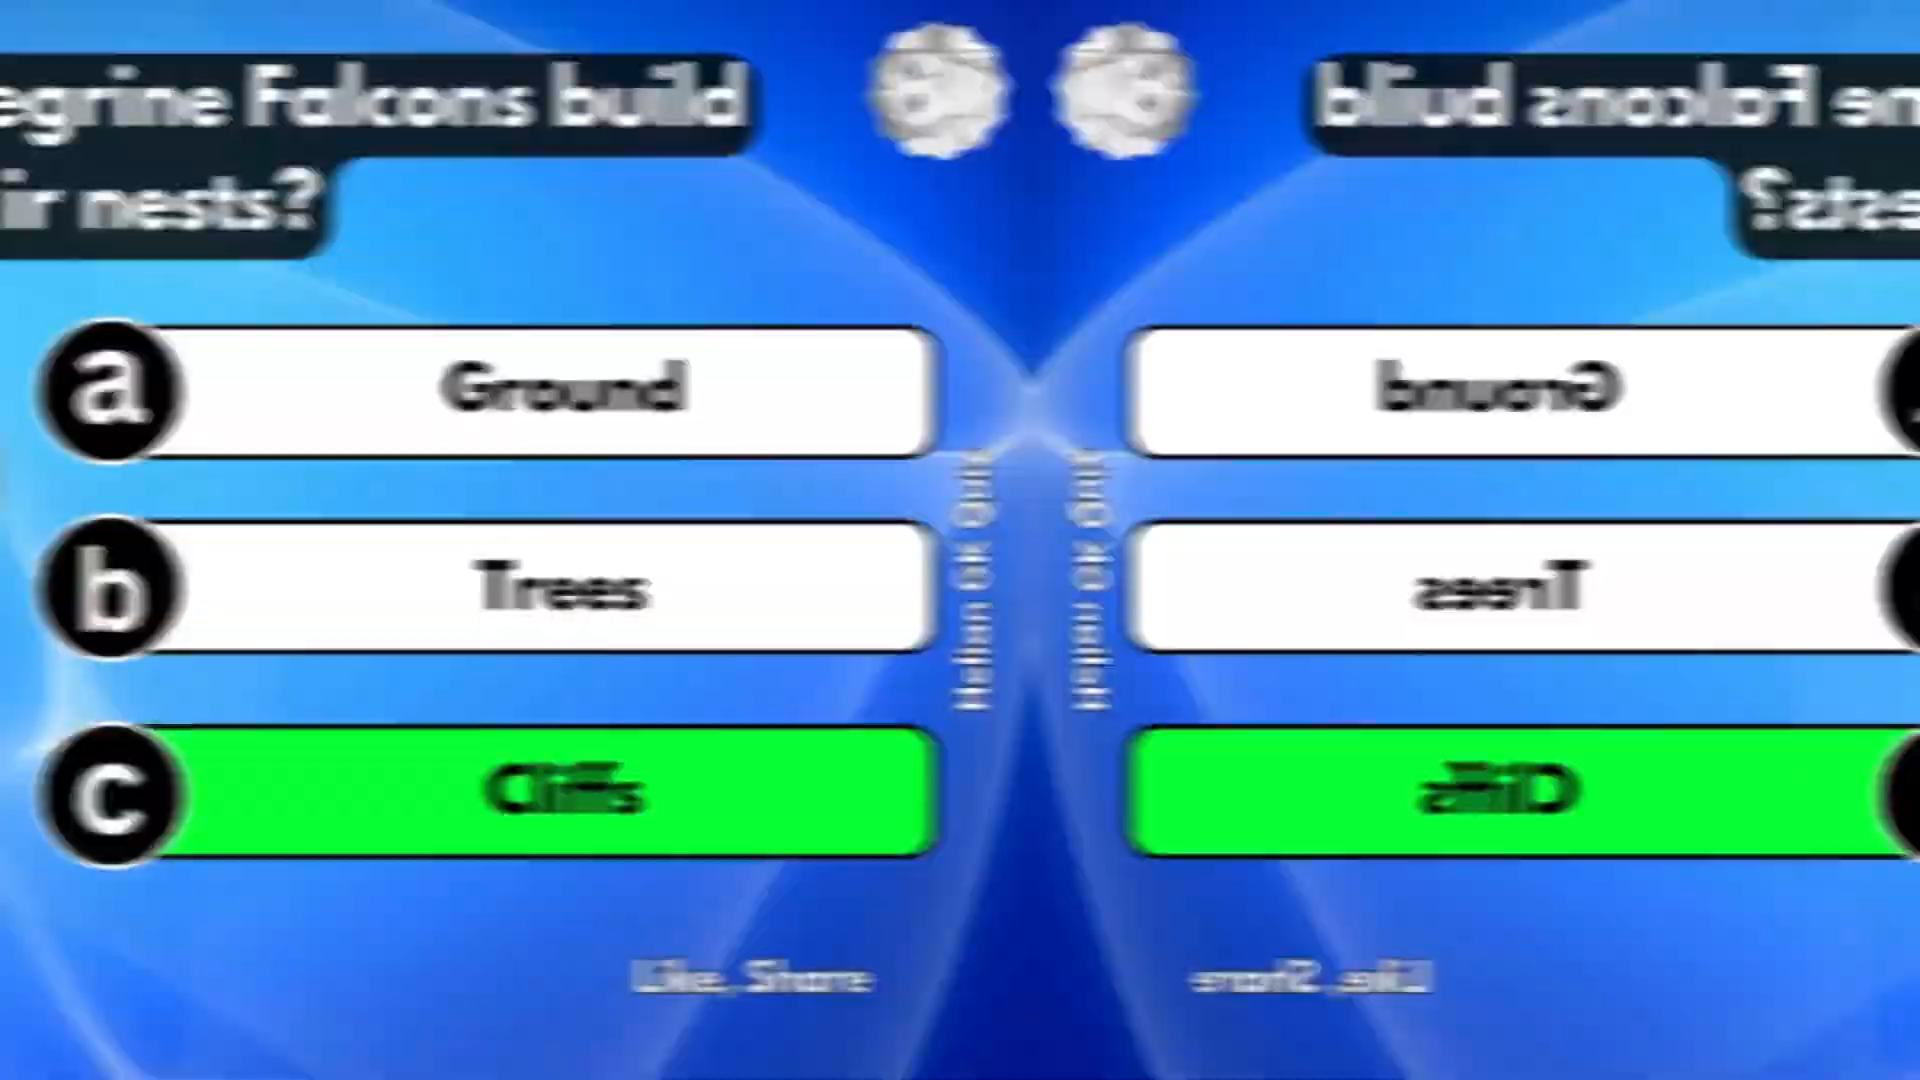 egrine Falcons build
ir nests?
a Ground
b Trees
c Cliffs
Like, Share